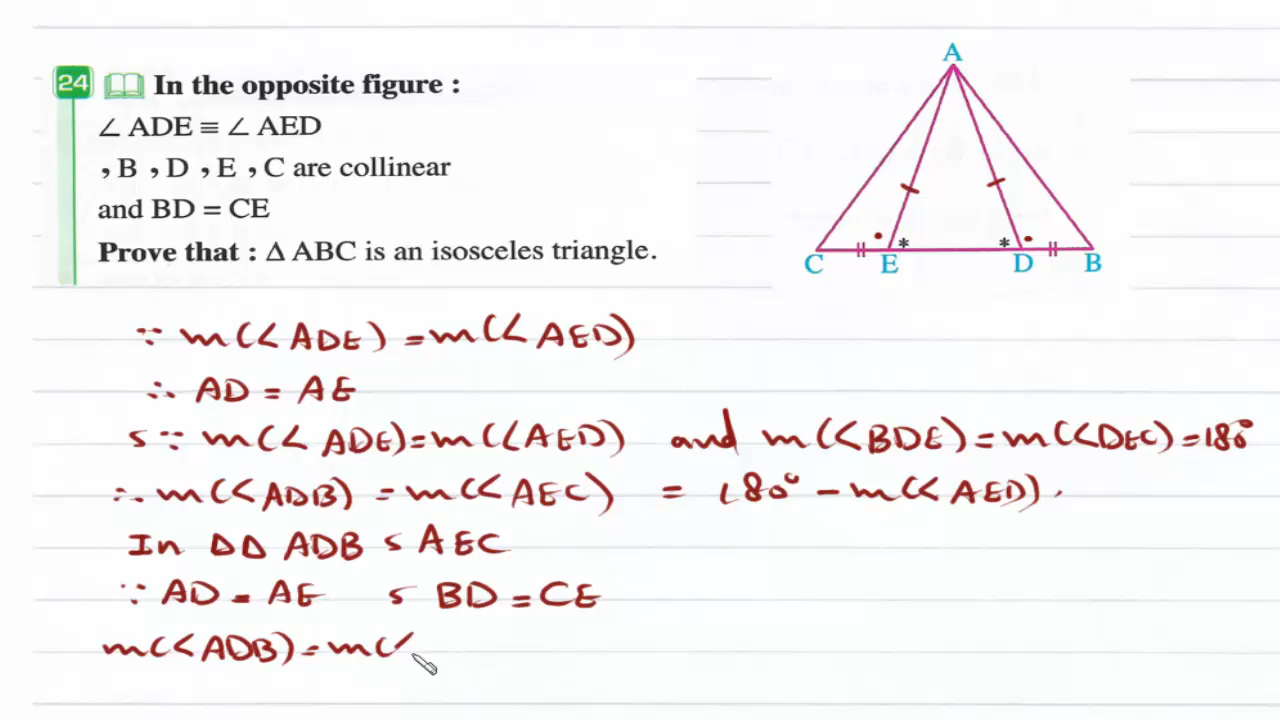 24 In the opposite figure :
∠ ADE ≡ ∠ AED
, B , D , E , C are collinear
and BD = CE
Prove that : Δ ABC is an isosceles triangle.
A
C E D B
∵ m(∠ADE) = m(∠AED)
∴ AD = AE
, ∵ m(∠ADE) = m(∠AED) and m(∠BDE) = m(∠DEC) = 180°
∴ m(∠ADB) = m(∠AEC) = 180° - m(∠AED).
In ΔΔ ADB , AEC
∵ AD = AE , BD = CE
m(∠ADB) = m(∠